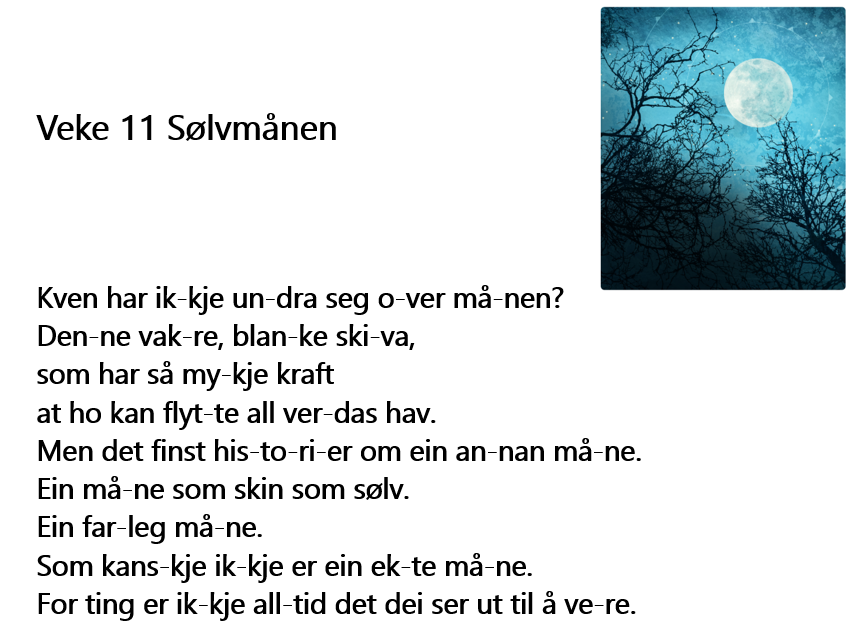 Veke 11 Sølvmånen
Kven har ik-kje un-dra seg o-ver må-nen?
Den-ne vak-re, blan-ke ski-va,
som har så my-kje kraft
at ho kan flyt-te all ver-das hav.
Men det finst his-to-ri-er om ein an-nan må-ne.
Ein må-ne som skin som sølv.
Ein far-leg må-ne.
Som kans-kje ik-kje er ein ek-te må-ne.
For ting er ik-kje all-tid det dei ser ut til å ve-re.